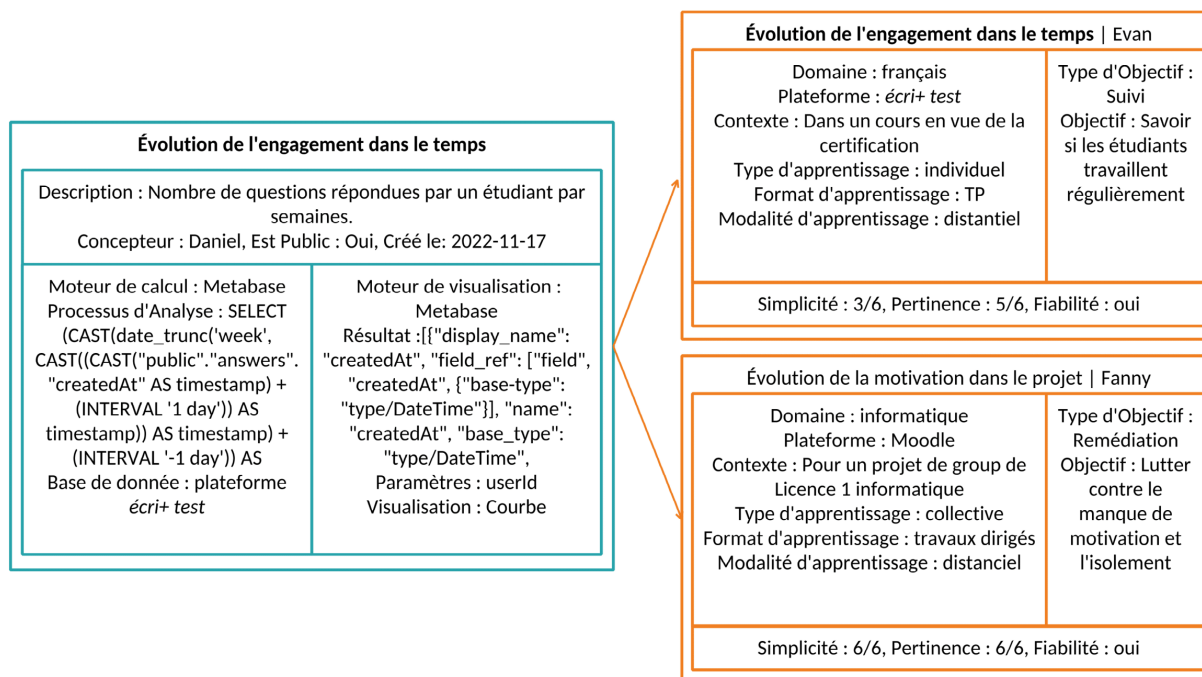 Évolution de l'engagement dans le temps
Description : Nombre de questions répondues par un étudiant par
semaines.
Concepteur : Daniel, Est Public : Oui, Créé le: 2022-11-17
Moteur de calcul : Metabase
Processus d'Analyse : SELECT
(CAST(date_trunc('week',
CAST((CAST("public"."answers".
"createdAt" AS timestamp) +
(INTERVAL '1 day')) AS
timestamp)) AS timestamp) +
(INTERVAL '-1 day')) AS
Base de donnée : plateforme
écri+ test
Moteur de visualisation :
Metabase
Résultat :[{"display_name":
"createdAt", "field_ref": ["field",
"createdAt", {"base-type":
"type/DateTime"}], "name":
"createdAt", "base_type":
"type/DateTime",
Paramètres : userId
Visualisation : Courbe
Évolution de l'engagement dans le temps | Evan
Domaine : français
Plateforme : écri+ test
Contexte : Dans un cours en vue de la
certification
Type d'apprentissage : individuel
Format d'apprentissage : TP
Modalité d'apprentissage : distantiel
Type d'Objectif :
Suivi
Objectif : Savoir
si les étudiants
travaillent
régulièrement
Simplicité : 3/6, Pertinence : 5/6, Fiabilité : oui
Évolution de la motivation dans le projet | Fanny
Domaine : informatique
Plateforme : Moodle
Contexte : Pour un projet de group de
Licence 1 informatique
Type d'apprentissage : collective
Format d'apprentissage : travaux dirigés
Modalité d'apprentissage : distanciel
Type d'Objectif :
Remédiation
Objectif : Lutter
contre le
manque de
motivation et
l'isolement
Simplicité : 6/6, Pertinence : 6/6, Fiabilité : oui